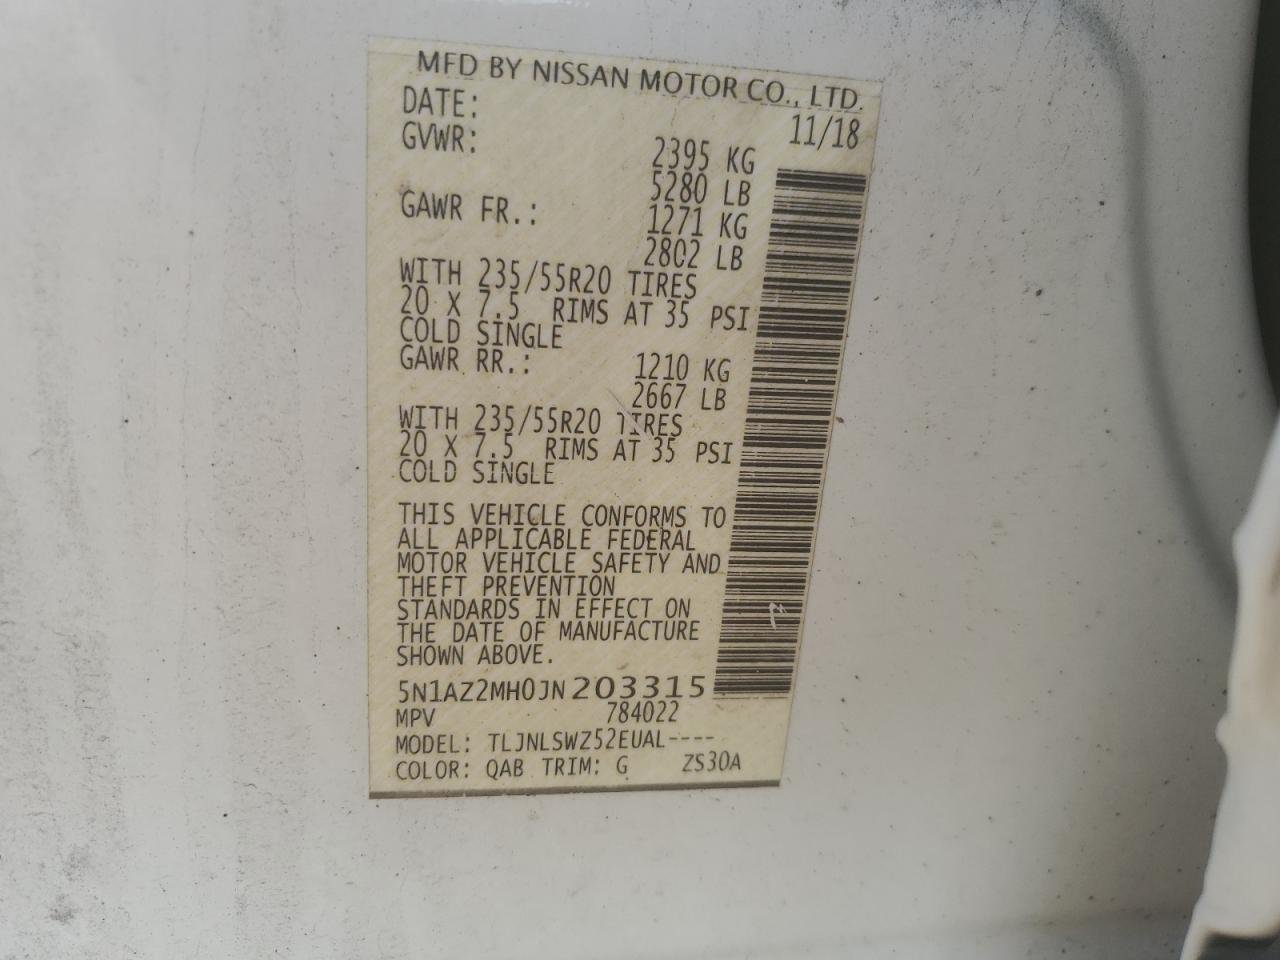 MFD BY NISSAN MOTOR CO., LTD.
DATE: 11/18
GVWR: 2395 KG
5280 LB
GAWR FR.: 1271 KG
2802 LB
WITH 235/55R20 TIRES
20 X 7.5 RIMS AT 35 PSI
COLD SINGLE
GAWR RR.: 1210 KG
2667 LB
WITH 235/55R20 TIRES
20 X 7.5 RIMS AT 35 PSI
COLD SINGLE
THIS VEHICLE CONFORMS TO
ALL APPLICABLE FEDERAL
MOTOR VEHICLE SAFETY AND
THEFT PREVENTION
STANDARDS IN EFFECT ON
THE DATE OF MANUFACTURE
SHOWN ABOVE.
5N1AZ2MH0JN203315
MPV 784022
MODEL: TLJNLSWZ52EUAL----
COLOR: QAB TRIM: G ZS30A